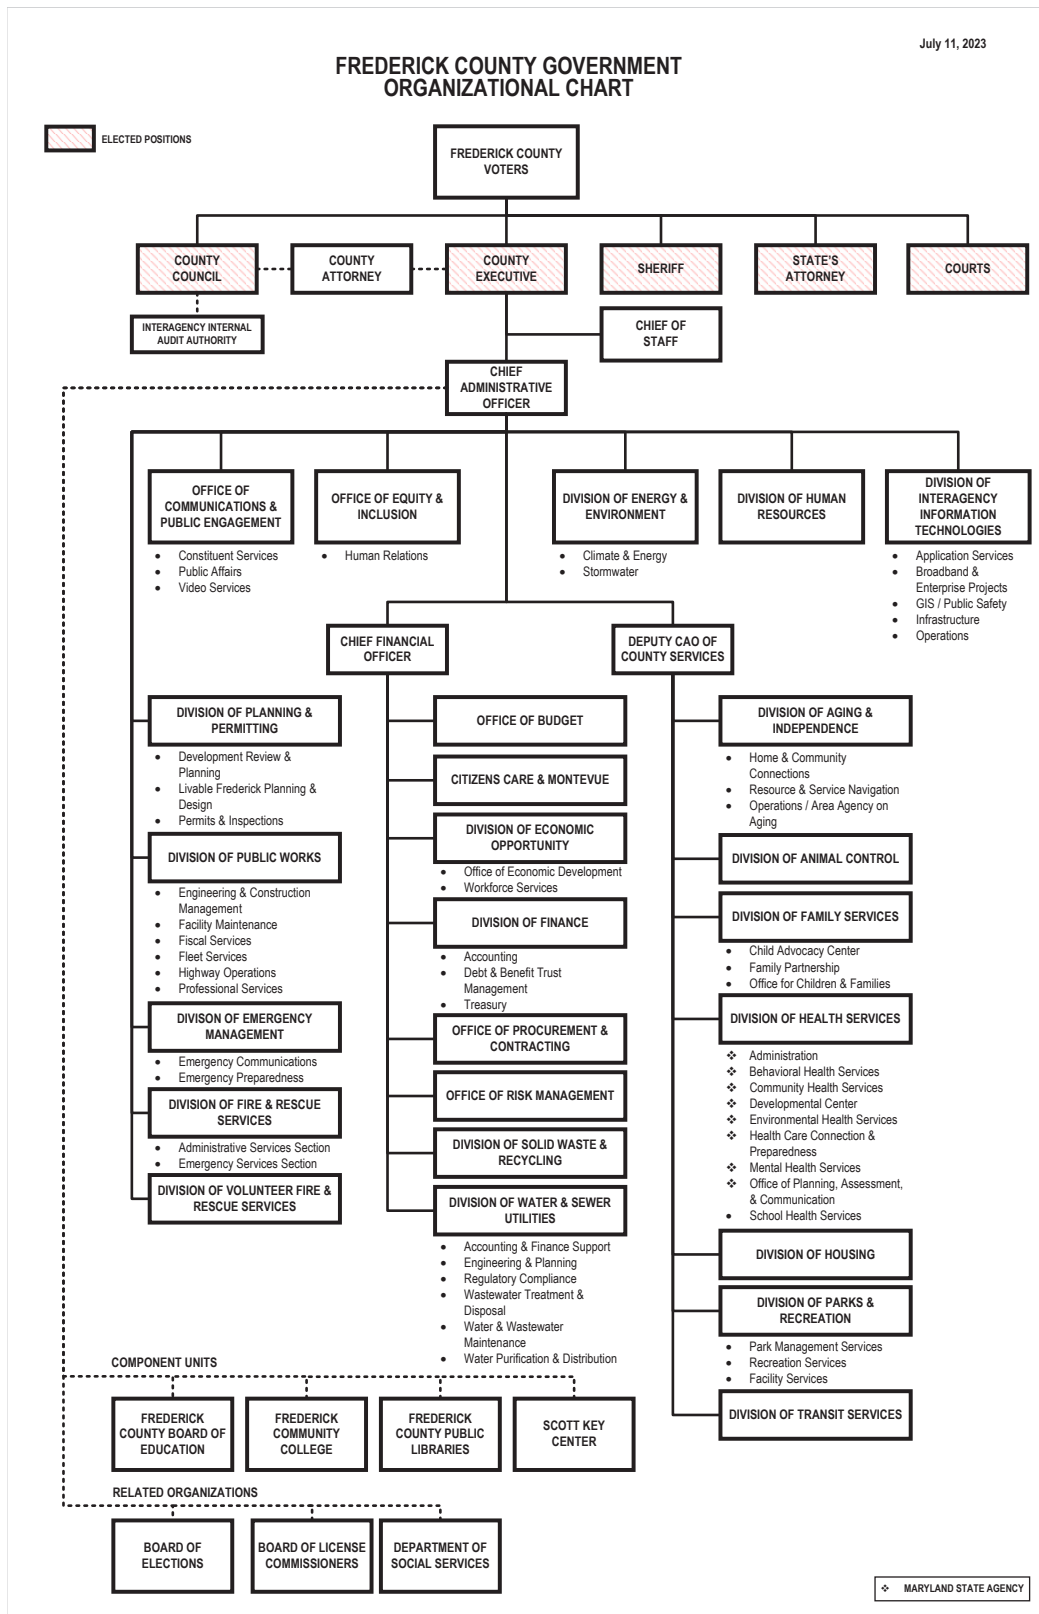 July 11, 2023
FREDERICK COUNTY GOVERNMENT
ORGANIZATIONAL CHART
ELECTED POSITIONS
FREDERICK COUNTY
VOTERS
COUNTY
COUNCIL
COUNTY
ATTORNEY
COUNTY
EXECUTIVE
SHERIFF
STATE'S
ATTORNEY
COURTS
INTERAGENCY INTERNAL
AUDIT AUTHORITY
CHIEF OF
STAFF
CHIEF
ADMINISTRATIVE
OFFICER
OFFICE OF
COMMUNICATIONS &
PUBLIC ENGAGEMENT
• Constituent Services
• Public Affairs
• Video Services
OFFICE OF EQUITY &
INCLUSION
• Human Relations
DIVISION OF ENERGY &
ENVIRONMENT
• Climate & Energy
• Stormwater
DIVISION OF HUMAN
RESOURCES
DIVISION OF
INTERAGENCY
INFORMATION
TECHNOLOGIES
• Application Services
• Broadband &
Enterprise Projects
• GIS / Public Safety
• Infrastructure
• Operations
CHIEF FINANCIAL
OFFICER
DEPUTY CAO OF
COUNTY SERVICES
DIVISION OF PLANNING &
PERMITTING
• Development Review &
Planning
• Livable Frederick Planning &
Design
• Permits & Inspections
DIVISION OF PUBLIC WORKS
• Engineering & Construction
Management
• Facility Maintenance
• Fiscal Services
• Fleet Services
• Highway Operations
• Professional Services
DIVISON OF EMERGENCY
MANAGEMENT
• Emergency Communications
• Emergency Preparedness
DIVISION OF FIRE & RESCUE
SERVICES
• Administrative Services Section
• Emergency Services Section
DIVISION OF VOLUNTEER FIRE &
RESCUE SERVICES
OFFICE OF BUDGET
CITIZENS CARE & MONTEVUE
DIVISION OF ECONOMIC
OPPORTUNITY
• Office of Economic Development
• Workforce Services
DIVISION OF FINANCE
• Accounting
• Debt & Benefit Trust
Management
• Treasury
OFFICE OF PROCUREMENT &
CONTRACTING
OFFICE OF RISK MANAGEMENT
DIVISION OF SOLID WASTE &
RECYCLING
DIVISION OF WATER & SEWER
UTILITIES
• Accounting & Finance Support
• Engineering & Planning
• Regulatory Compliance
• Wastewater Treatment &
Disposal
• Water & Wastewater
Maintenance
• Water Purification & Distribution
DIVISION OF AGING &
INDEPENDENCE
• Home & Community
Connections
• Resource & Service Navigation
• Operations / Area Agency on
Aging
DIVISION OF ANIMAL CONTROL
DIVISION OF FAMILY SERVICES
• Child Advocacy Center
• Family Partnership
• Office for Children & Families
DIVISION OF HEALTH SERVICES
❖ Administration
❖ Behavioral Health Services
❖ Community Health Services
❖ Developmental Center
❖ Environmental Health Services
❖ Health Care Connection &
Preparedness
❖ Mental Health Services
❖ Office of Planning, Assessment,
& Communication
• School Health Services
DIVISION OF HOUSING
DIVISION OF PARKS &
RECREATION
• Park Management Services
• Recreation Services
• Facility Services
DIVISION OF TRANSIT SERVICES
COMPONENT UNITS
FREDERICK
COUNTY BOARD OF
EDUCATION
FREDERICK
COMMUNITY
COLLEGE
FREDERICK
COUNTY PUBLIC
LIBRARIES
SCOTT KEY
CENTER
RELATED ORGANIZATIONS
BOARD OF
ELECTIONS
BOARD OF LICENSE
COMMISSIONERS
DEPARTMENT OF
SOCIAL SERVICES
❖ MARYLAND STATE AGENCY